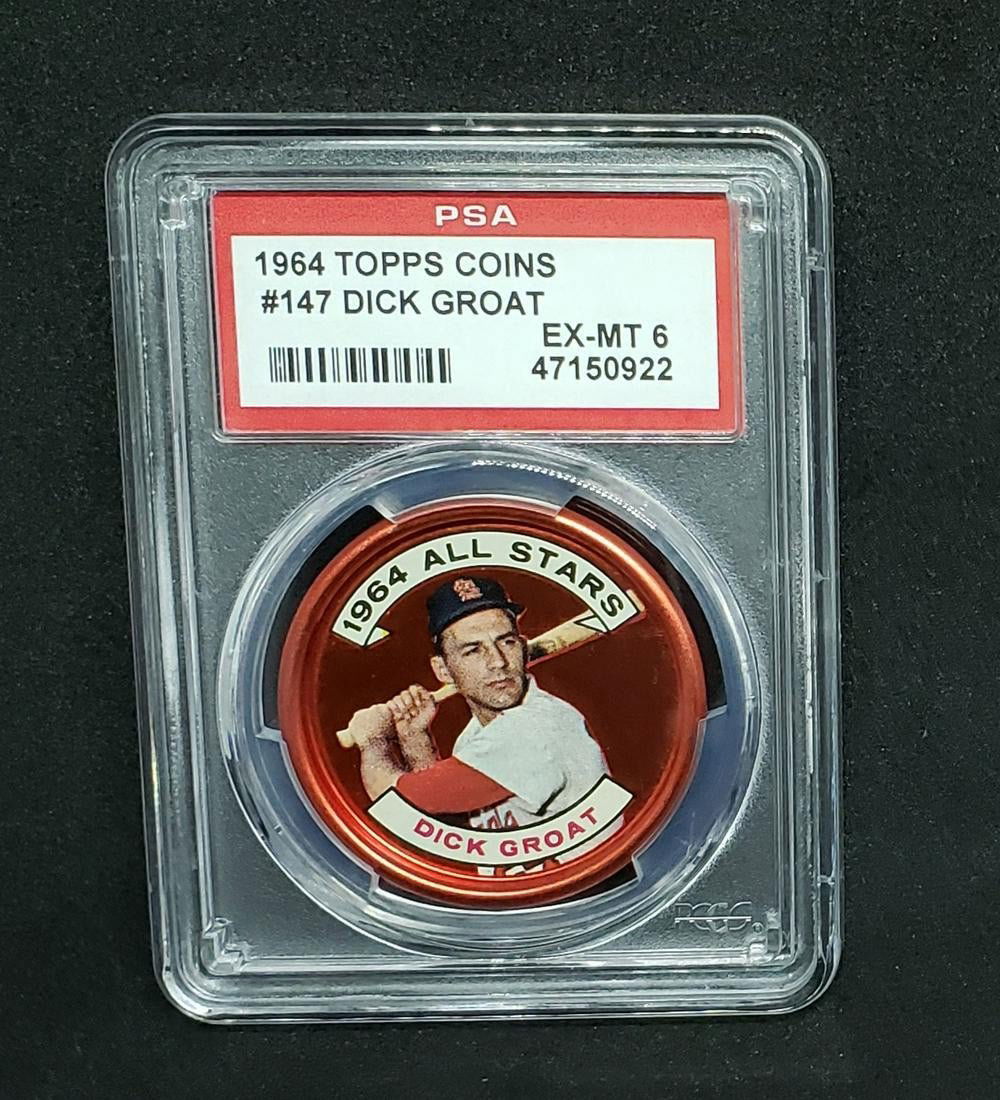 PSA
1964 TOPPS COINS
#147 DICK GROAT
EX-MT 6
47150922
1964 ALL STARS
DICK GROAT
PCGS